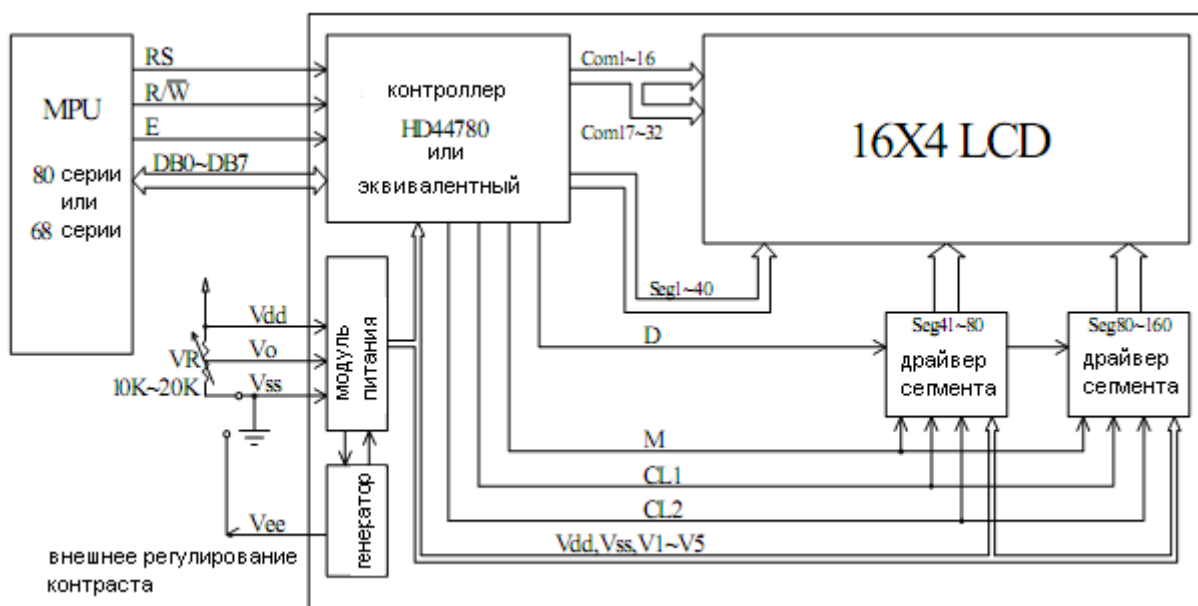 MPU
80 серии
или
68 серии
RS
R/W̅
E
DB0~DB7
контроллер
HD44780
или
эквивалентный
Com1~16
Com17~32
16X4 LCD
Seg1~40
Vdd
Vo
Vss
VR
10K~20K
модуль
питания
D
Seg41~80
драйвер
сегмента
Seg80~160
драйвер
сегмента
M
CL1
CL2
Vdd,Vss,V1~V5
генератор
Vee
внешнее регулирование
контраста